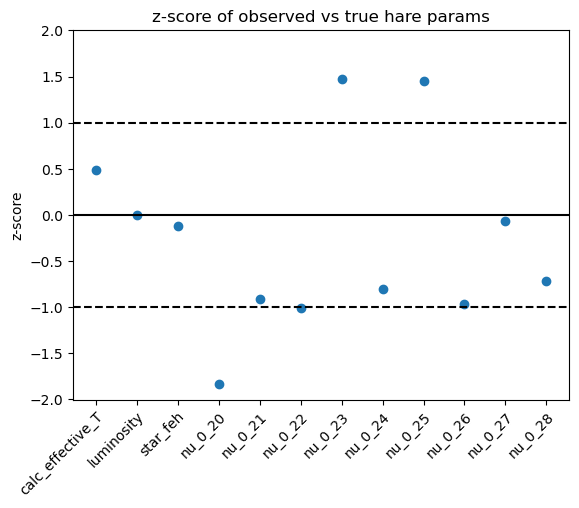 z-score of observed vs true hare params
2.0
1.5
1.0
0.5
0.0
−0.5
−1.0
−1.5
−2.0
z-score
calc_effective_T
luminosity
star_feh
nu_0_20
nu_0_21
nu_0_22
nu_0_23
nu_0_24
nu_0_25
nu_0_26
nu_0_27
nu_0_28